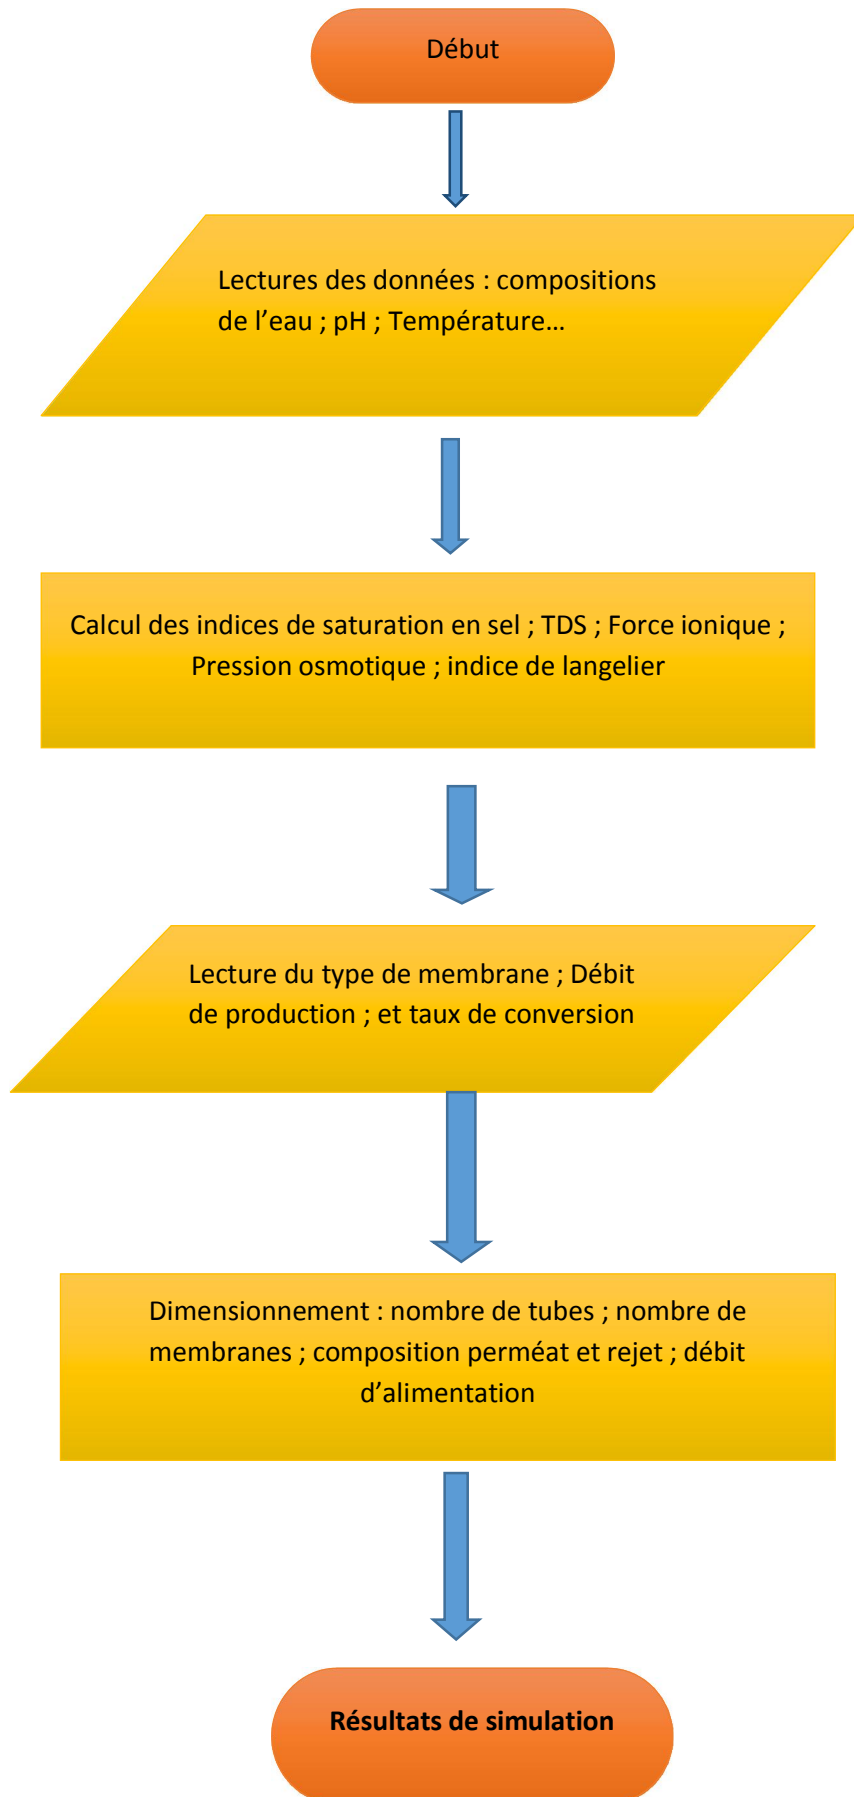 Début
Lectures des données : compositions
de l’eau ; pH ; Température…
Calcul des indices de saturation en sel ; TDS ; Force ionique ;
Pression osmotique ; indice de langelier
Lecture du type de membrane ; Débit
de production ; et taux de conversion
Dimensionnement : nombre de tubes ; nombre de
membranes ; composition perméat et rejet ; débit
d’alimentation
Résultats de simulation